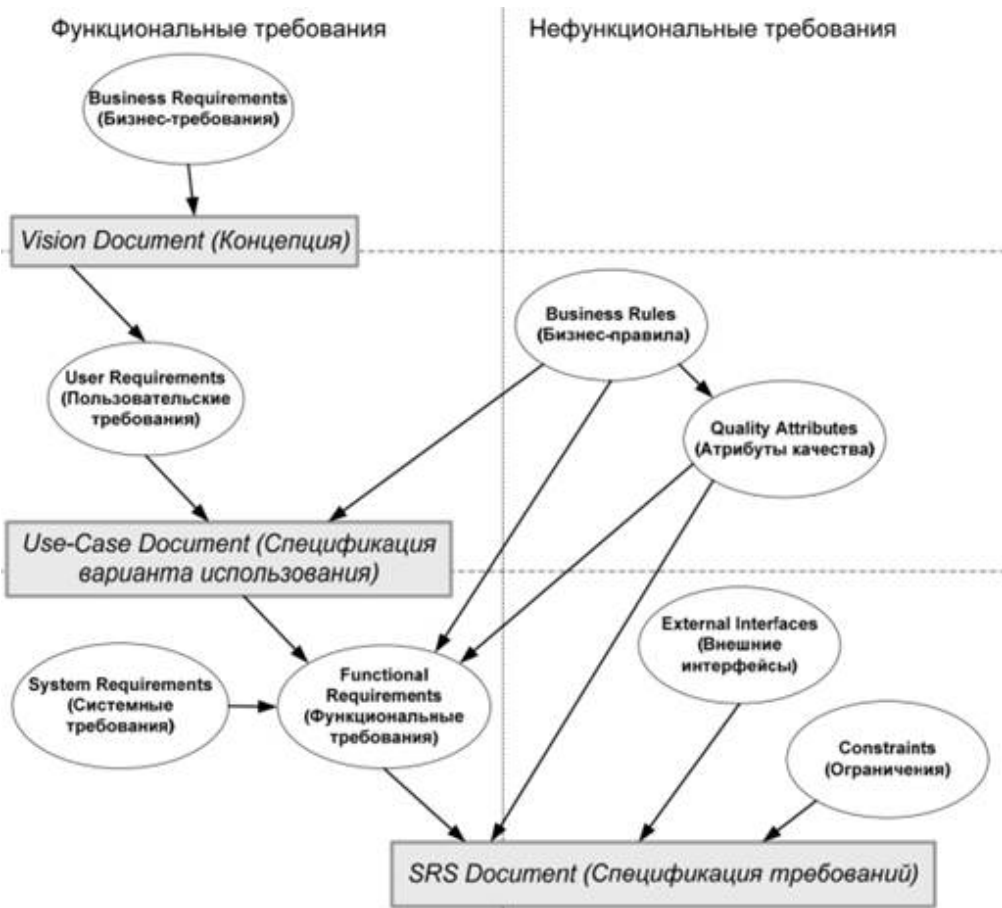 Функциональные требования
Нефункциональные требования
Business Requirements
(Бизнес-требования)
Vision Document (Концепция)
Business Rules
(Бизнес-правила)
User Requirements
(Пользовательские
требования)
Quality Attributes
(Атрибуты качества)
Use-Case Document (Спецификация
варианта использования)
External Interfaces
(Внешние
интерфейсы)
System Requirements
(Системные
требования)
Functional
Requirements
(Функциональные
требования)
Constraints
(Ограничения)
SRS Document (Спецификация требований)